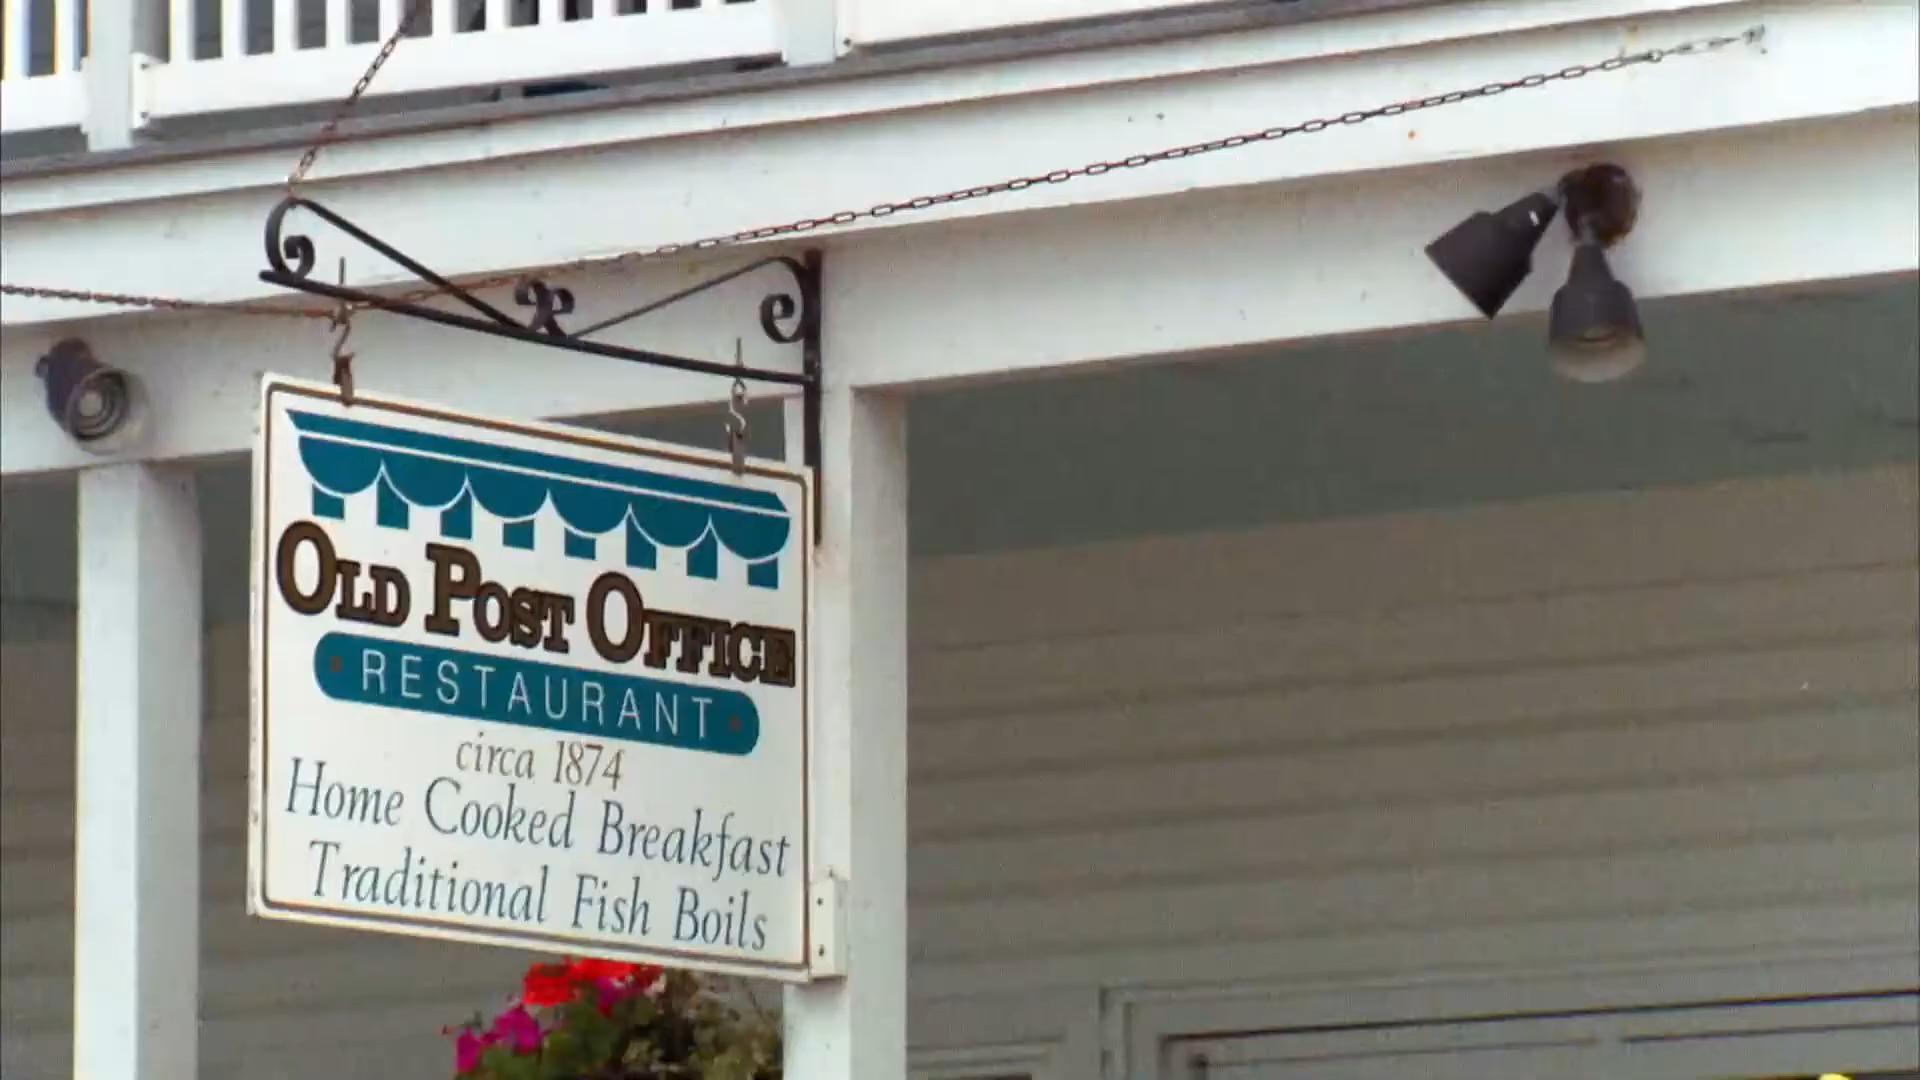 OLD POST OFFICE
RESTAURANT
circa 1874
Home Cooked Breakfast
Traditional Fish Boils